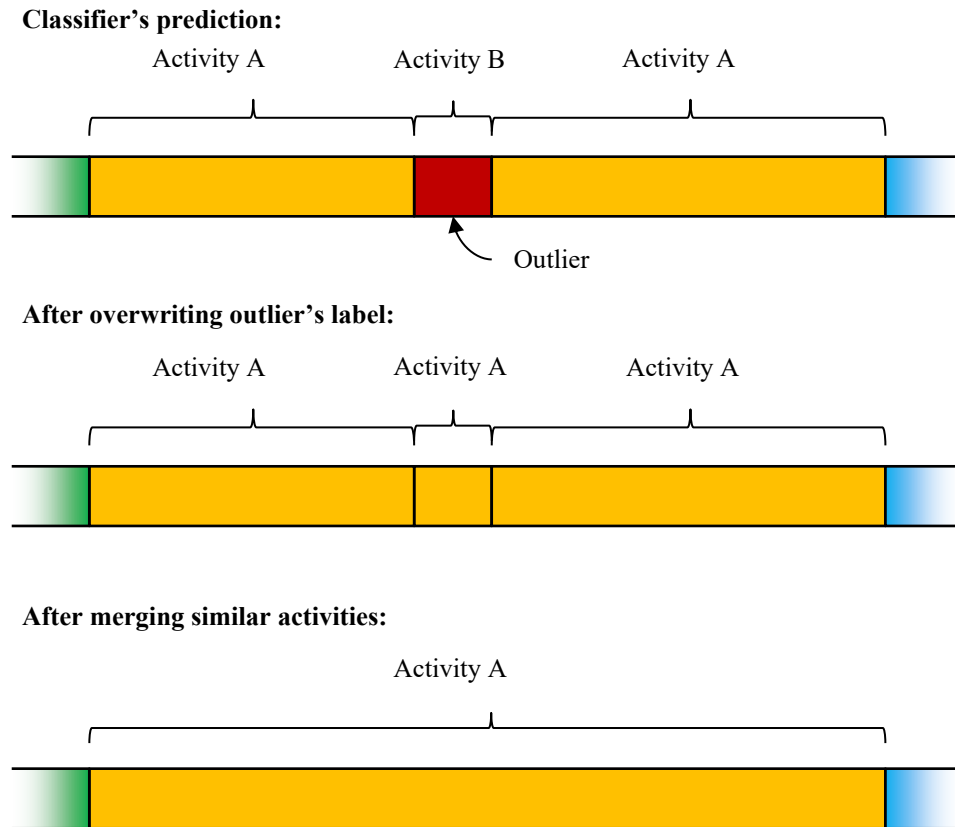 Classifier’s prediction:
Activity A Activity B Activity A
Outlier
After overwriting outlier’s label:
Activity A Activity A Activity A
After merging similar activities:
Activity A